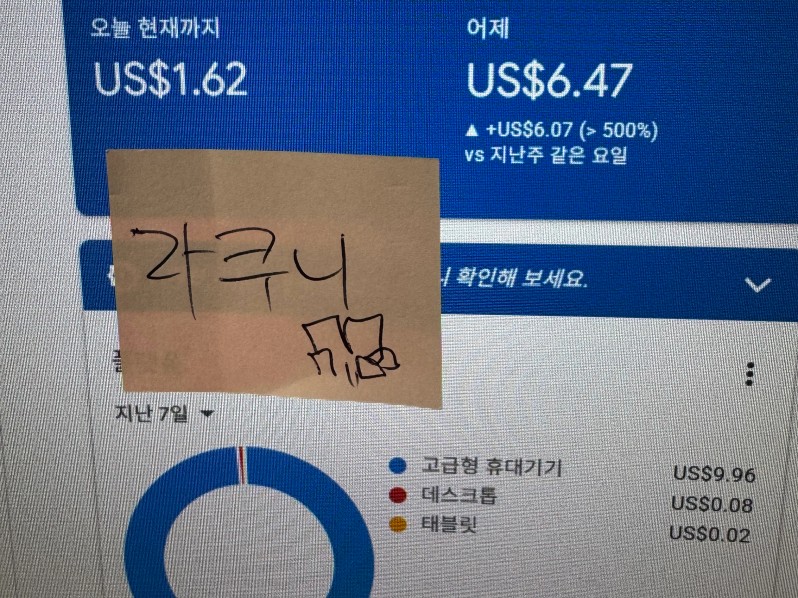 오늘 현재까지
US$1.62
어제
US$6.47
▲ +US$6.07 (> 500%)
vs 지난주 같은 요일
라쿠니
확인해 보세요.
지난 7일
고급형 휴대기기 US$9.96
데스크톱 US$0.08
태블릿 US$0.02